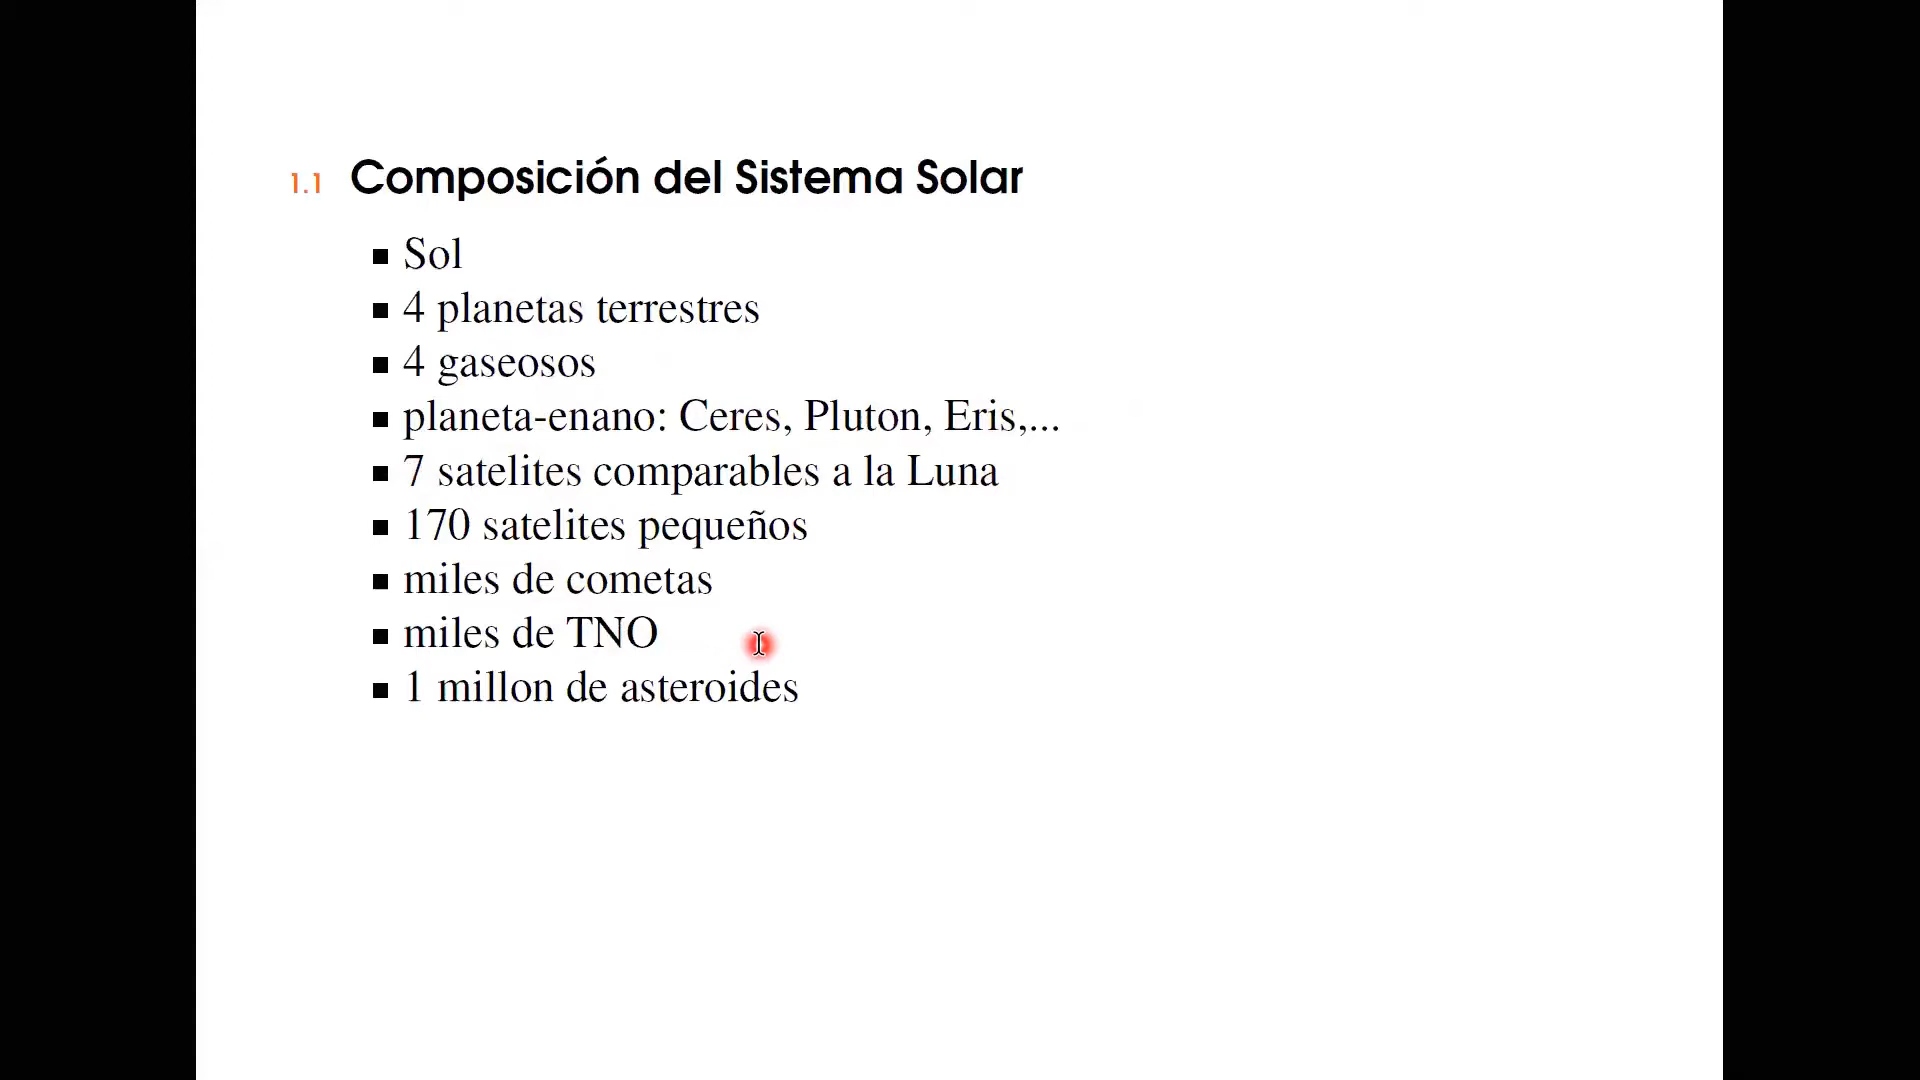 1.1 Composición del Sistema Solar
▪ Sol
▪ 4 planetas terrestres
▪ 4 gaseosos
▪ planeta-enano: Ceres, Pluton, Eris,...
▪ 7 satelites comparables a la Luna
▪ 170 satelites pequeños
▪ miles de cometas
▪ miles de TNO
▪ 1 millon de asteroides